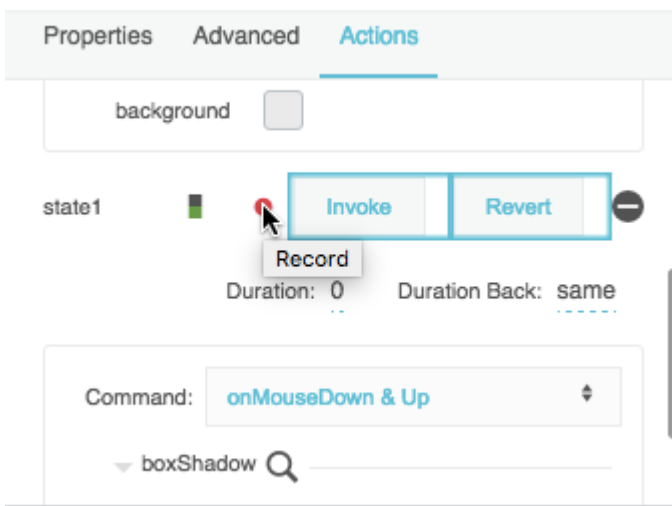 Properties Advanced Actions
background
state1 Invoke Revert
Record
Duration: 0 Duration Back: same
Command: onMouseDown & Up
boxShadow